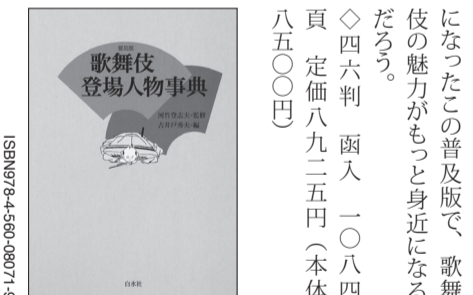 になったこの普及版で、歌舞
伎の魅力がもっと身近になる
だろう。
◇四六判　函入　一〇八四
頁　定価八九二五円（本体
八五〇〇円）
普及版
歌舞伎
登場人物事典
河竹登志夫・監修
古井戸秀夫・編
白水社
ISBN978-4-560-08071-9